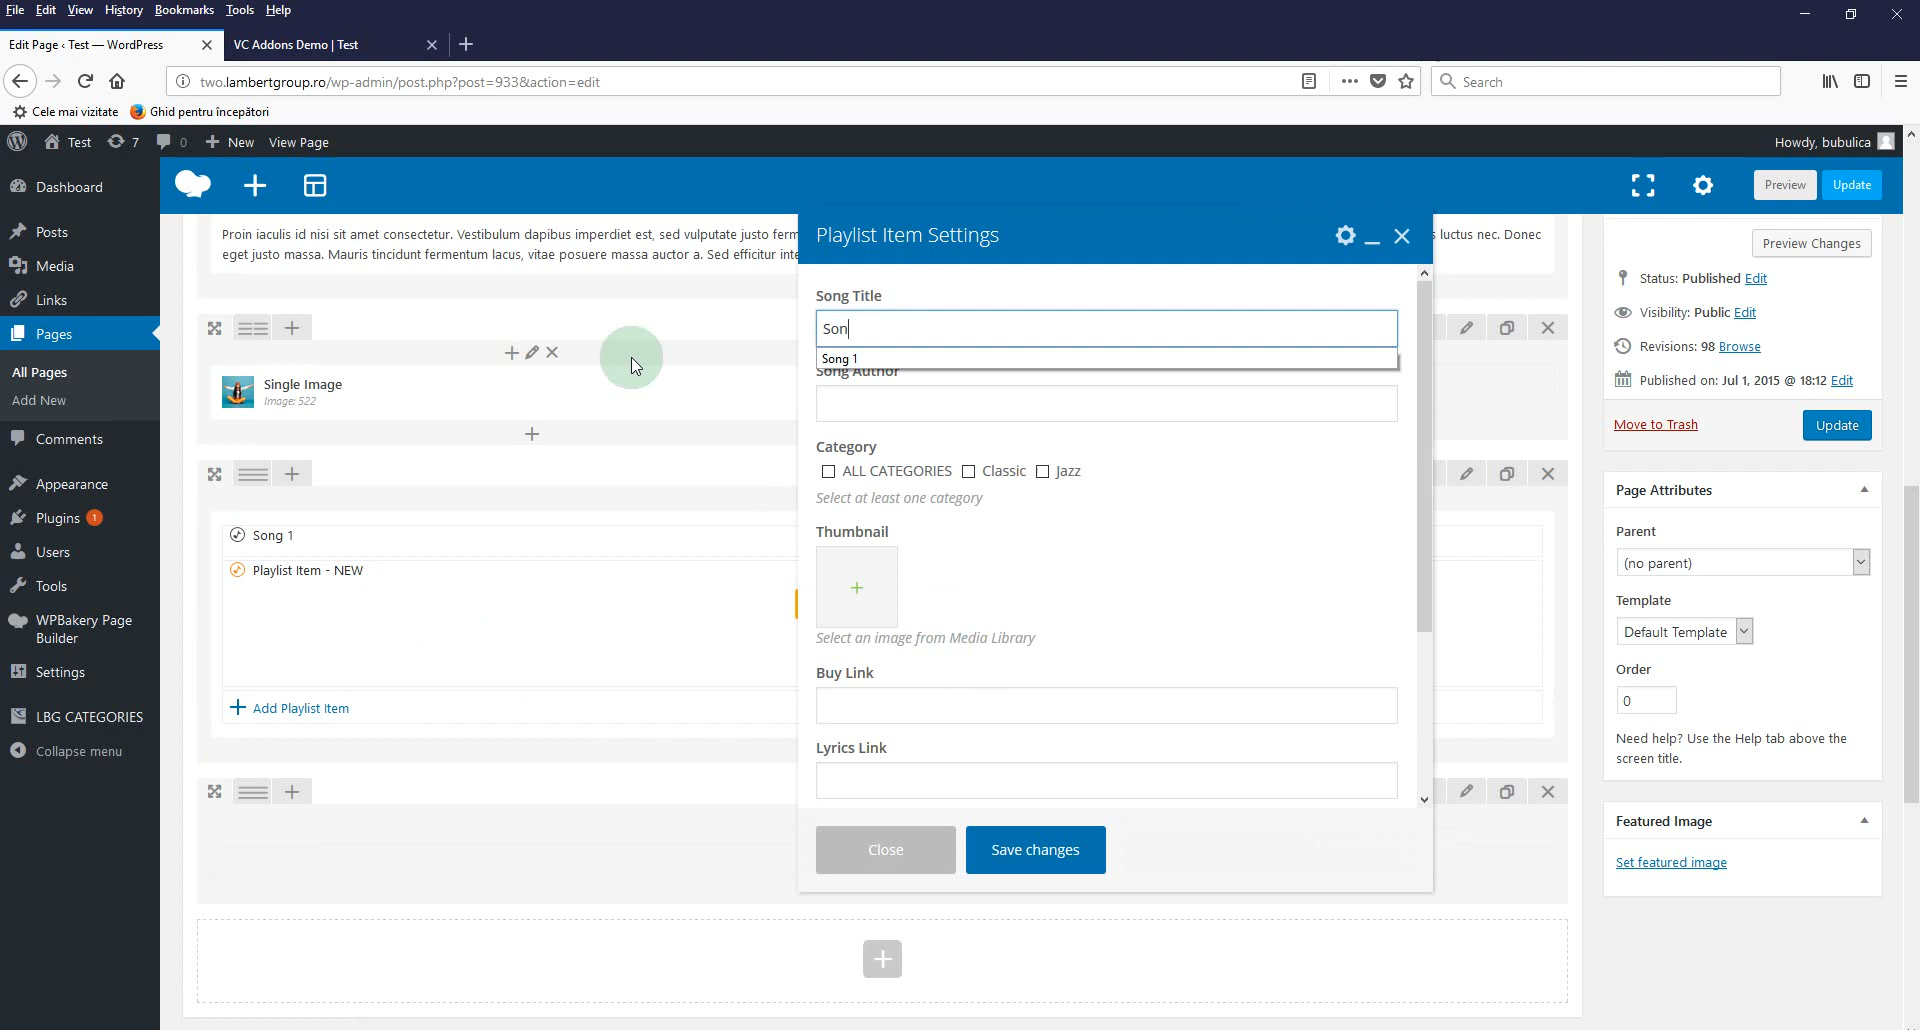 File Edit View History Bookmarks Tools Help
Edit Page ‹ Test — WordPress
VC Addons Demo | Test
two.lambertgroup.ro/wp-admin/post.php?post=933&action=edit
Search
Cele mai vizitate
Ghid pentru începători
Test
7
0
New
View Page
Howdy, bubulica
Preview
Update
Dashboard
Posts
Media
Links
Pages
All Pages
Add New
Comments
Appearance
Plugins 1
Users
Tools
WPBakery Page
Builder
Settings
LBG CATEGORIES
Collapse menu
Proin iaculis id nisi sit amet consectetur. Vestibulum dapibus imperdiet est, sed vulputate justo ferm
luctus nec. Donec
eget justo massa. Mauris tincidunt fermentum lacus, vitae posuere massa auctor a. Sed efficitur inte
Single Image
Image: 522
Song 1
Playlist Item - NEW
Add Playlist Item
Playlist Item Settings
Song Title
Son
Song 1
Song Author
Category
ALL CATEGORIES Classic Jazz
Select at least one category
Thumbnail
Select an image from Media Library
Buy Link
Lyrics Link
Close
Save changes
Preview Changes
Status: Published Edit
Visibility: Public Edit
Revisions: 98 Browse
Published on: Jul 1, 2015 @ 18:12 Edit
Move to Trash
Update
Page Attributes
Parent
(no parent)
Template
Default Template
Order
0
Need help? Use the Help tab above the
screen title.
Featured Image
Set featured image